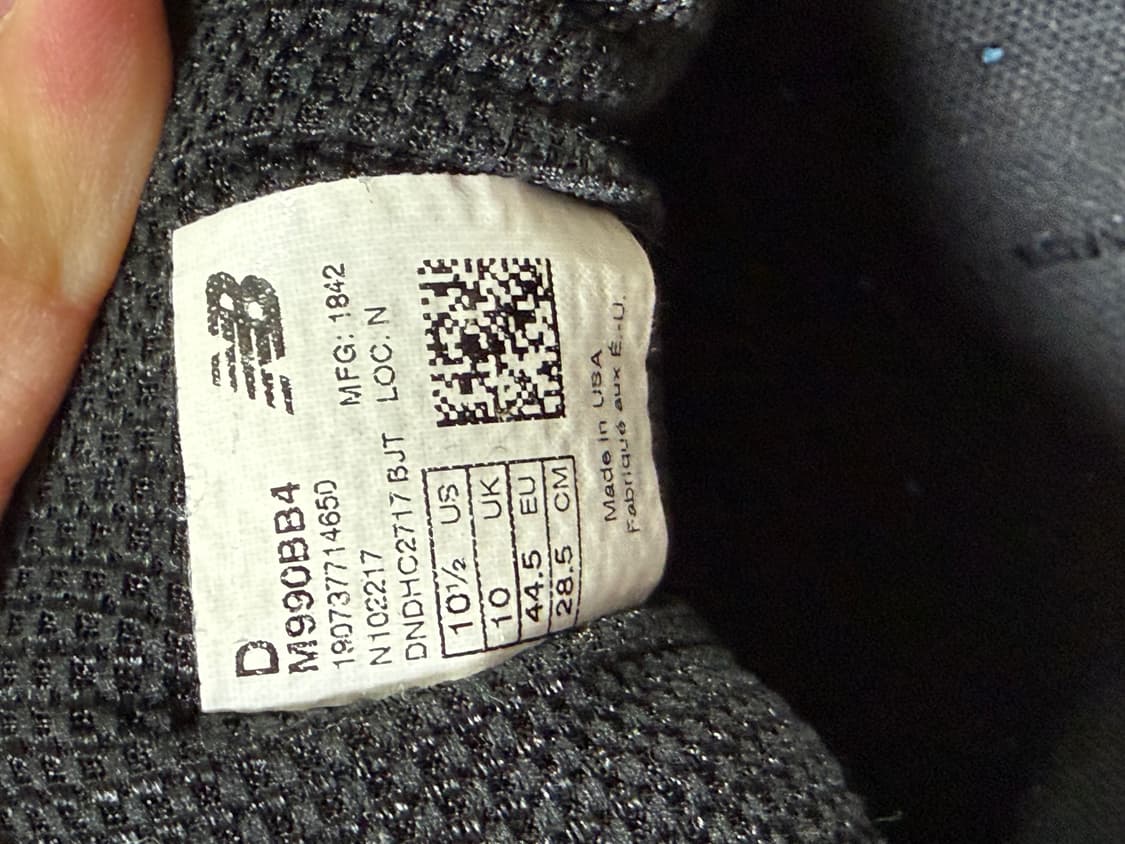 NB
D
M990BB4
190737714650 MFG: 1842
N102217 LOC: N
DNDHC2717 BJT
10½ US
10 UK
44.5 EU
28.5 CM
Made in USA
Fabriqué aux É.-U.